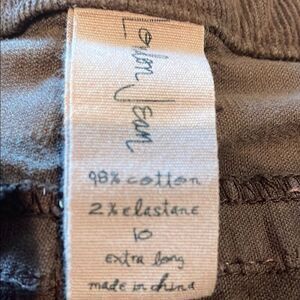 London Jean
98% cotton
2% elastane
10
extra long
made in china